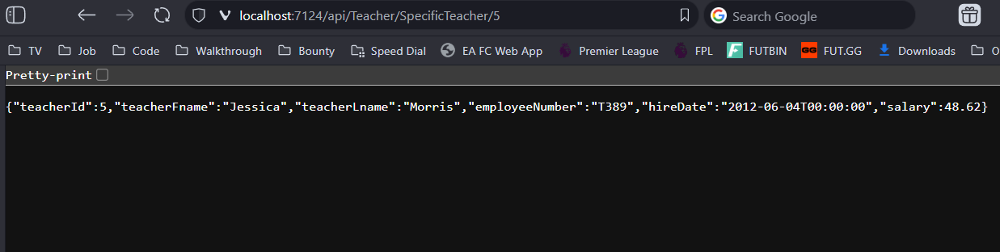 localhost:7124/api/Teacher/SpecificTeacher/5
Search Google
TV Job Code Walkthrough Bounty Speed Dial EA FC Web App Premier League FPL F FUTBIN GG FUT.GG Downloads O
Pretty-print
{"teacherId":5,"teacherFname":"Jessica","teacherLname":"Morris","employeeNumber":"T389","hireDate":"2012-06-04T00:00:00","salary":48.62}